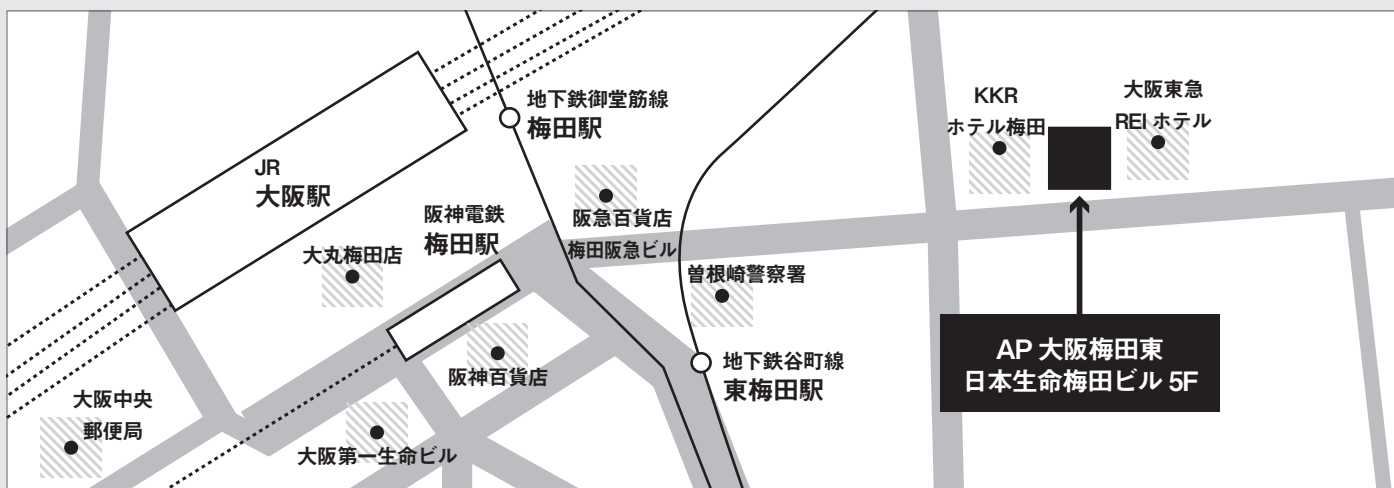 地下鉄御堂筋線
梅田駅
KKR
ホテル梅田
大阪東急
REI ホテル
JR
大阪駅
阪神電鉄
梅田駅
阪急百貨店
梅田阪急ビル
大丸梅田店
曽根崎警察署
阪神百貨店
地下鉄谷町線
東梅田駅
AP 大阪梅田東
日本生命梅田ビル 5F
大阪中央
郵便局
大阪第一生命ビル